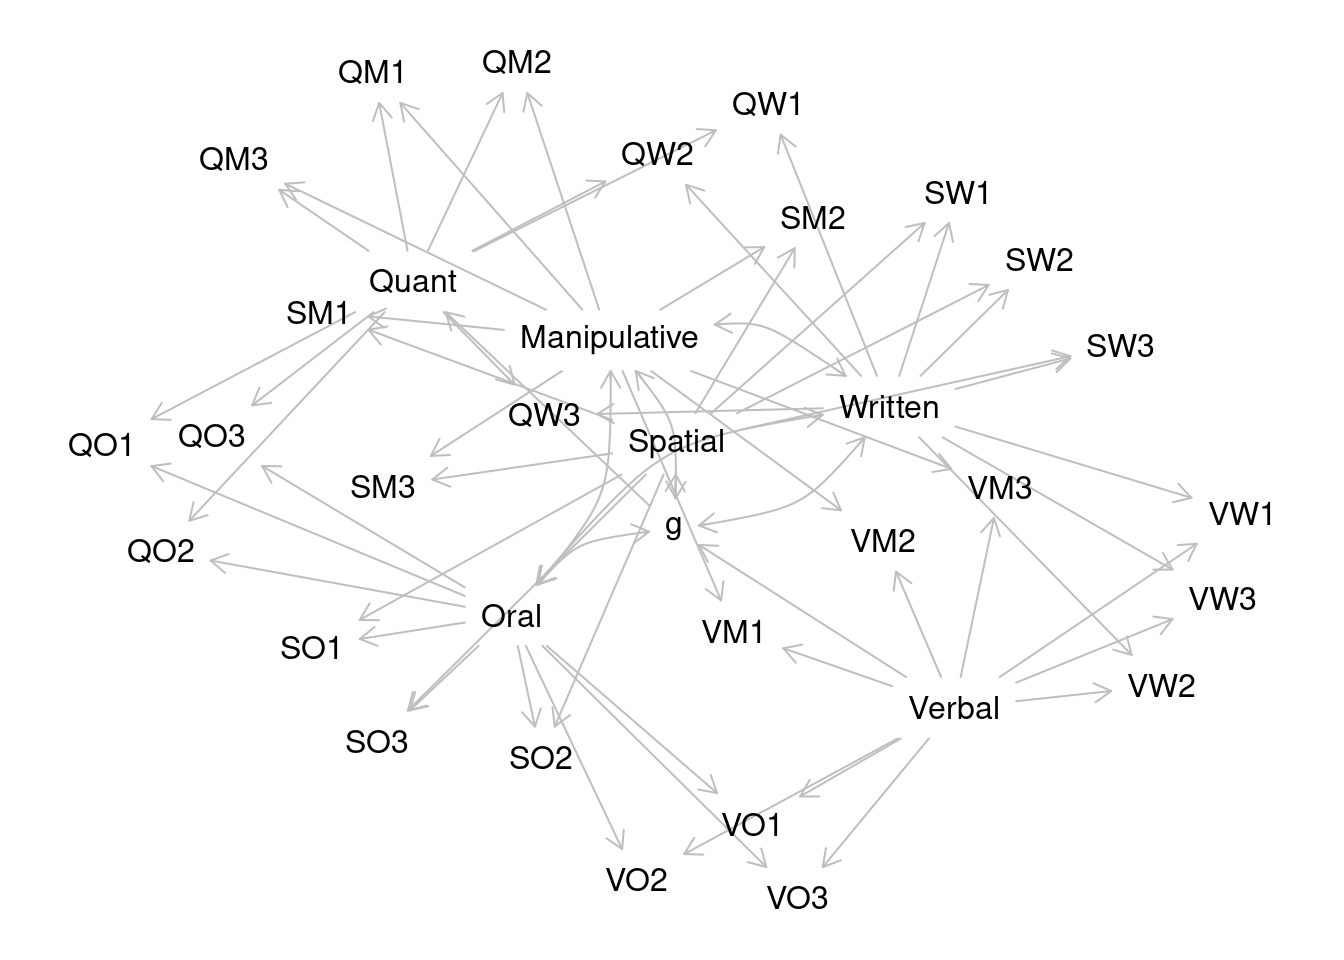 QM2
QM1
QW1
QW2
QM3
SW1
SM2
SW2
Quant
SM1
Manipulative
SW3
Written
QW3
QO3
Spatial
QO1
SM3
VM3
VW1
g
VM2
QO2
VW3
Oral
VM1
SO1
VW2
Verbal
SO3
SO2
VO1
VO2
VO3